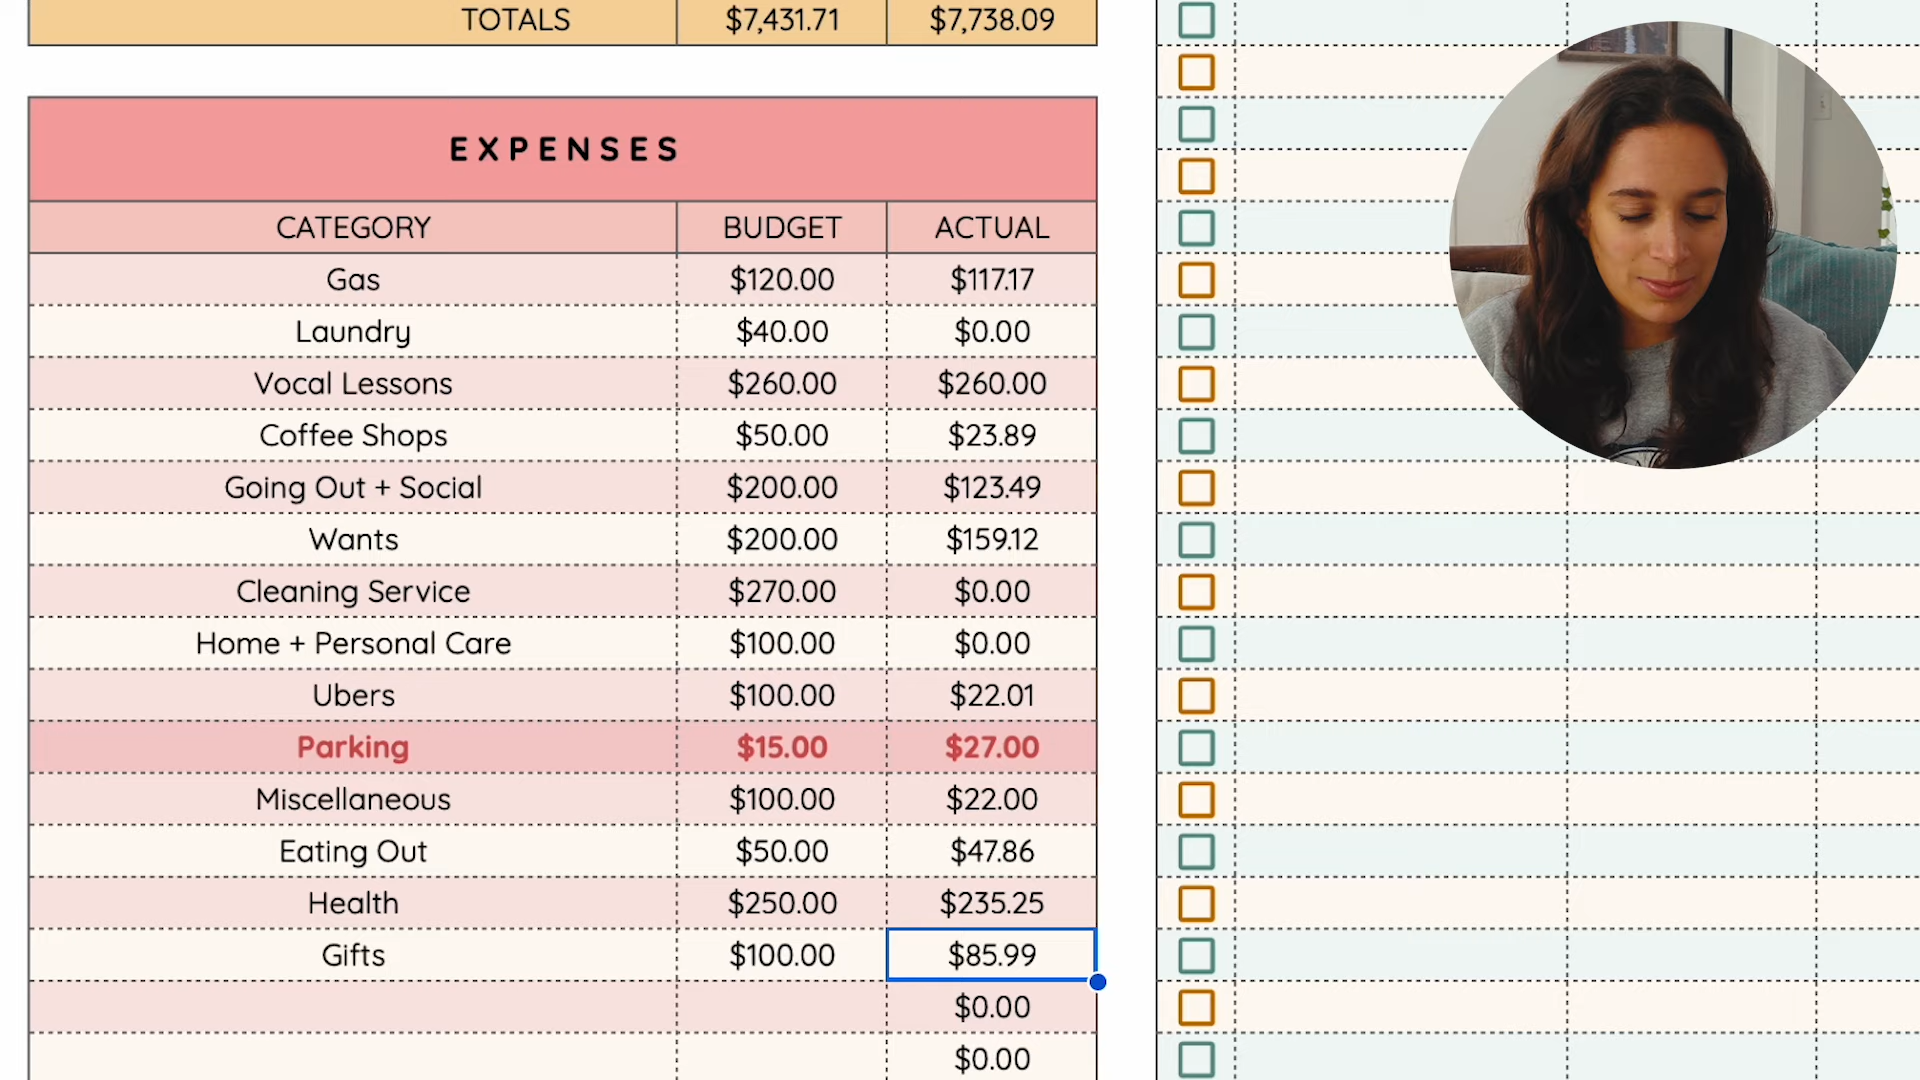 TOTALS $7,431.71 $7,738.09
EXPENSES
CATEGORY BUDGET ACTUAL
Gas $120.00 $117.17
Laundry $40.00 $0.00
Vocal Lessons $260.00 $260.00
Coffee Shops $50.00 $23.89
Going Out + Social $200.00 $123.49
Wants $200.00 $159.12
Cleaning Service $270.00 $0.00
Home + Personal Care $100.00 $0.00
Ubers $100.00 $22.01
Parking $15.00 $27.00
Miscellaneous $100.00 $22.00
Eating Out $50.00 $47.86
Health $250.00 $235.25
Gifts $100.00 $85.99
$0.00
$0.00